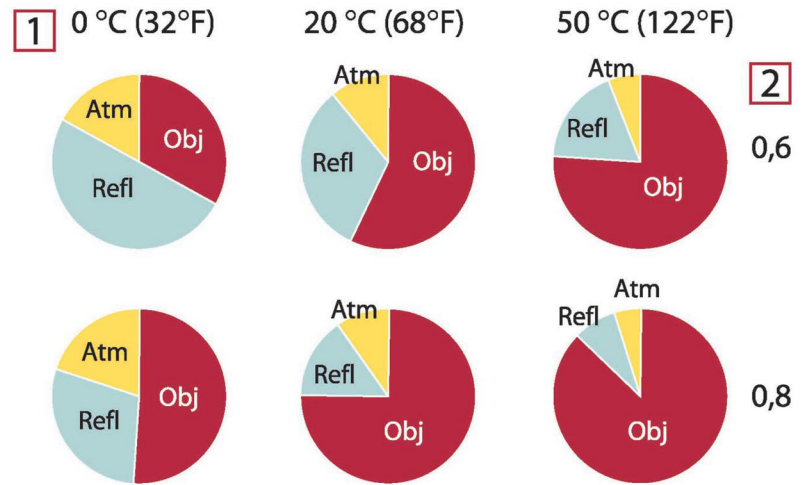 1 0 °C (32°F) 20 °C (68°F) 50 °C (122°F)
2
Atm Obj Refl
Atm Refl Obj
Atm Refl Obj
0,6
Atm Obj Refl
Atm Refl Obj
Atm Refl Obj
0,8